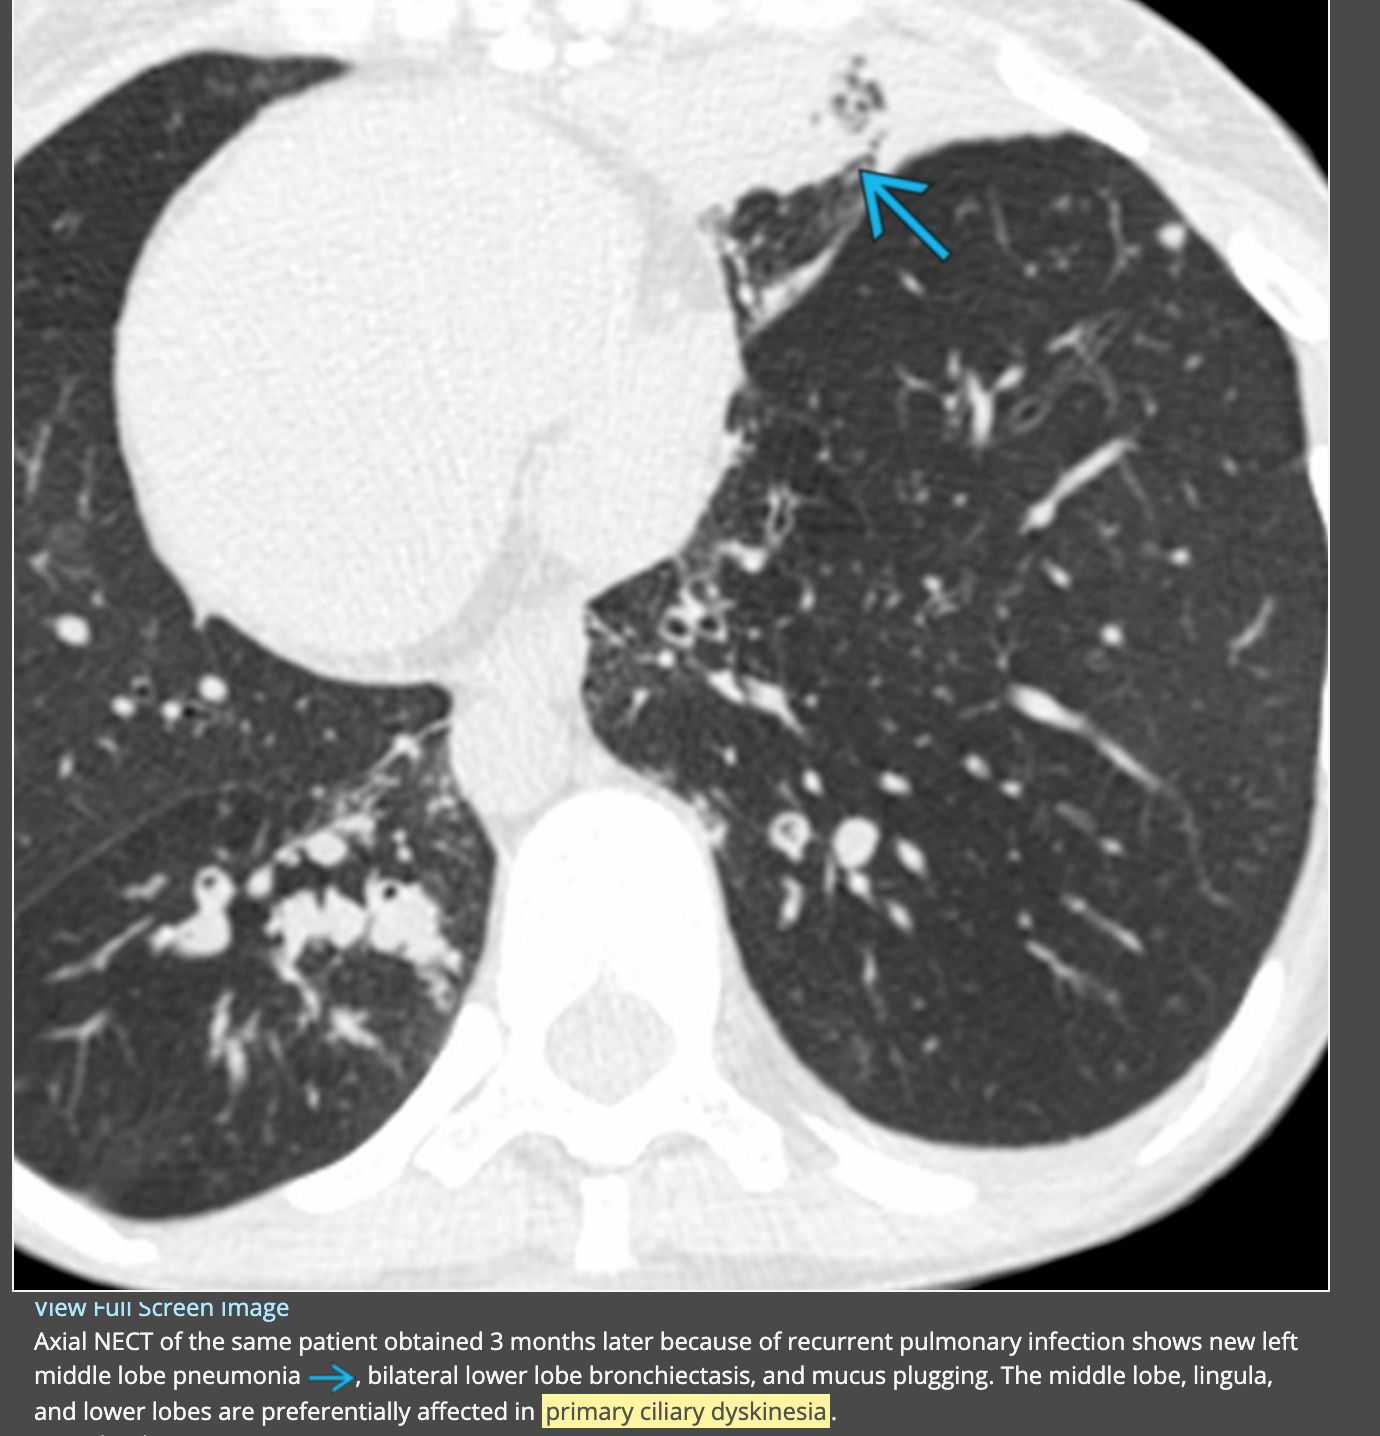 View Full Screen Image
Axial NECT of the same patient obtained 3 months later because of recurrent pulmonary infection shows new left
middle lobe pneumonia →, bilateral lower lobe bronchiectasis, and mucus plugging. The middle lobe, lingula,
and lower lobes are preferentially affected in primary ciliary dyskinesia.